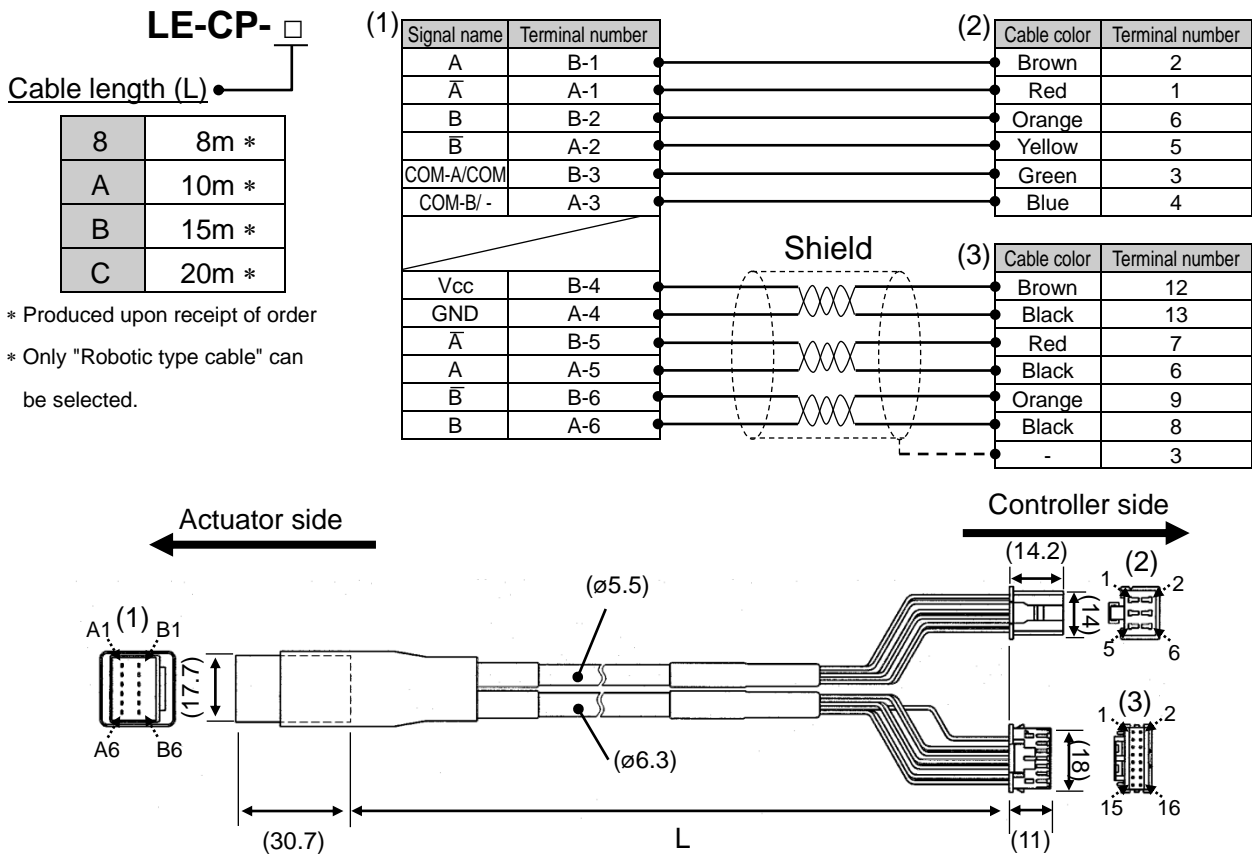 LE-CP- □
Cable length (L)
8 8m *
A 10m *
B 15m *
C 20m *
* Produced upon receipt of order
* Only "Robotic type cable" can
be selected.
(1)
Signal name Terminal number
A B-1
A̅ A-1
B B-2
B̅ A-2
COM-A/COM B-3
COM-B/ - A-3
Vcc B-4
GND A-4
A̅ B-5
A A-5
B̅ B-6
B A-6
Shield
(2)
Cable color Terminal number
Brown 2
Red 1
Orange 6
Yellow 5
Green 3
Blue 4
(3)
Cable color Terminal number
Brown 12
Black 13
Red 7
Black 6
Orange 9
Black 8
- 3
Actuator side
Controller side
(1)
A1 B1
A6 B6
(17.7)
(30.7)
(ø5.5)
(ø6.3)
L
(14.2)
(14)
(2)
1 2
5 6
(18)
(11)
(3)
1 2
15 16